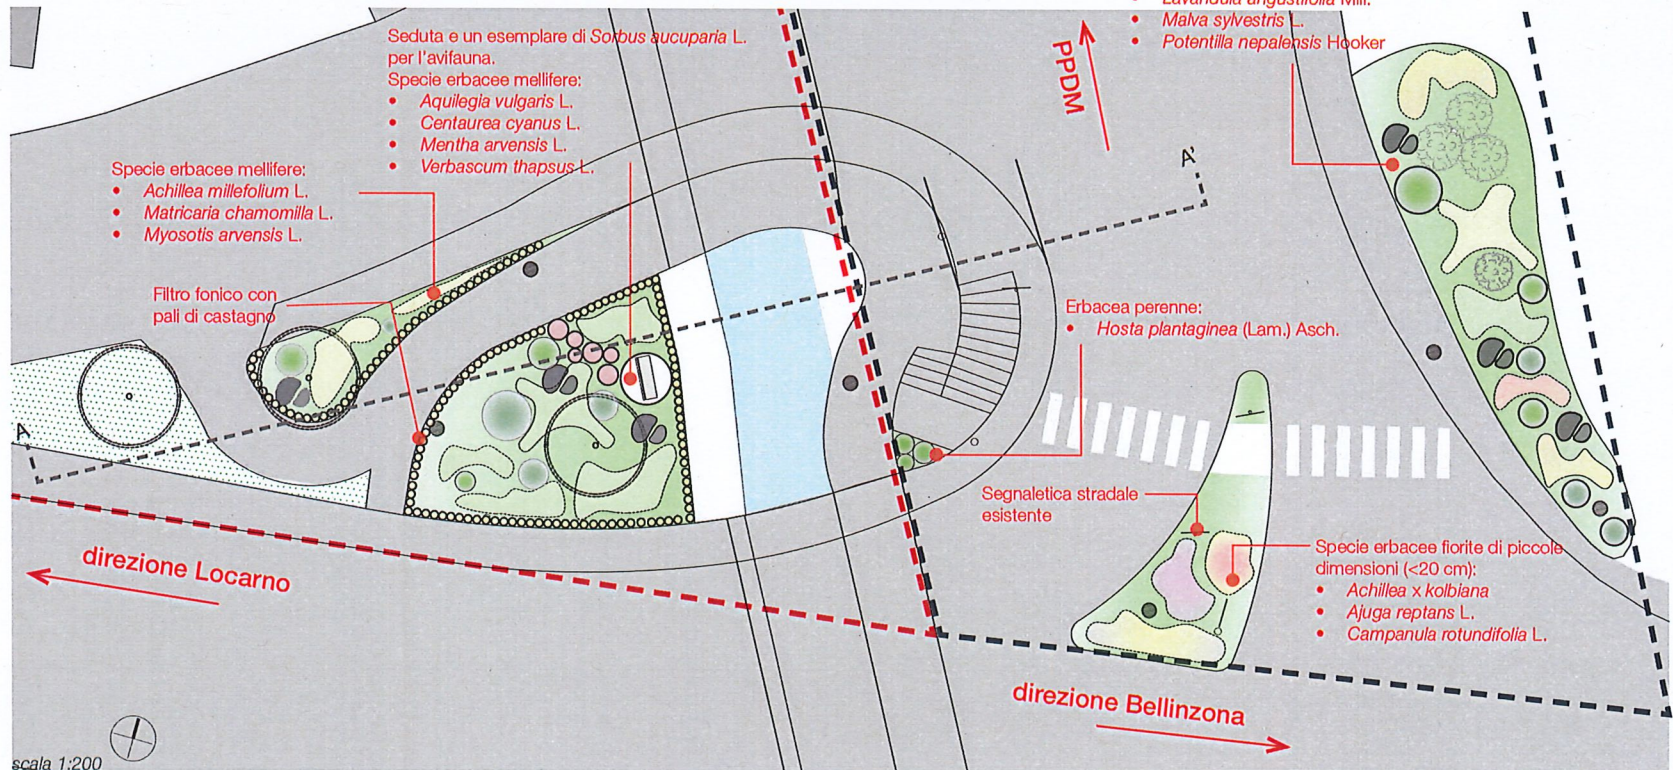 Seduta e un esemplare di Sorbus aucuparia L.
per l'avifauna.
Specie erbacee mellifere:
• Aquilegia vulgaris L.
• Centaurea cyanus L.
• Mentha arvensis L.
• Verbascum thapsus L.
Specie erbacee mellifere:
• Achillea millefolium L.
• Matricaria chamomilla L.
• Myosotis arvensis L.
Filtro fonico con
pali di castagno
• Lavandula angustifolia Mill.
• Malva sylvestris L.
• Potentilla nepalensis Hooker
PPDM
A'
Erbacea perenne:
• Hosta plantaginea (Lam.) Asch.
A
Segnaletica stradale
esistente
Specie erbacee fiorite di piccole
dimensioni (<20 cm):
• Achillea x kolbiana
• Ajuga reptans L.
• Campanula rotundifolia L.
direzione Locarno
direzione Bellinzona
scala 1:200